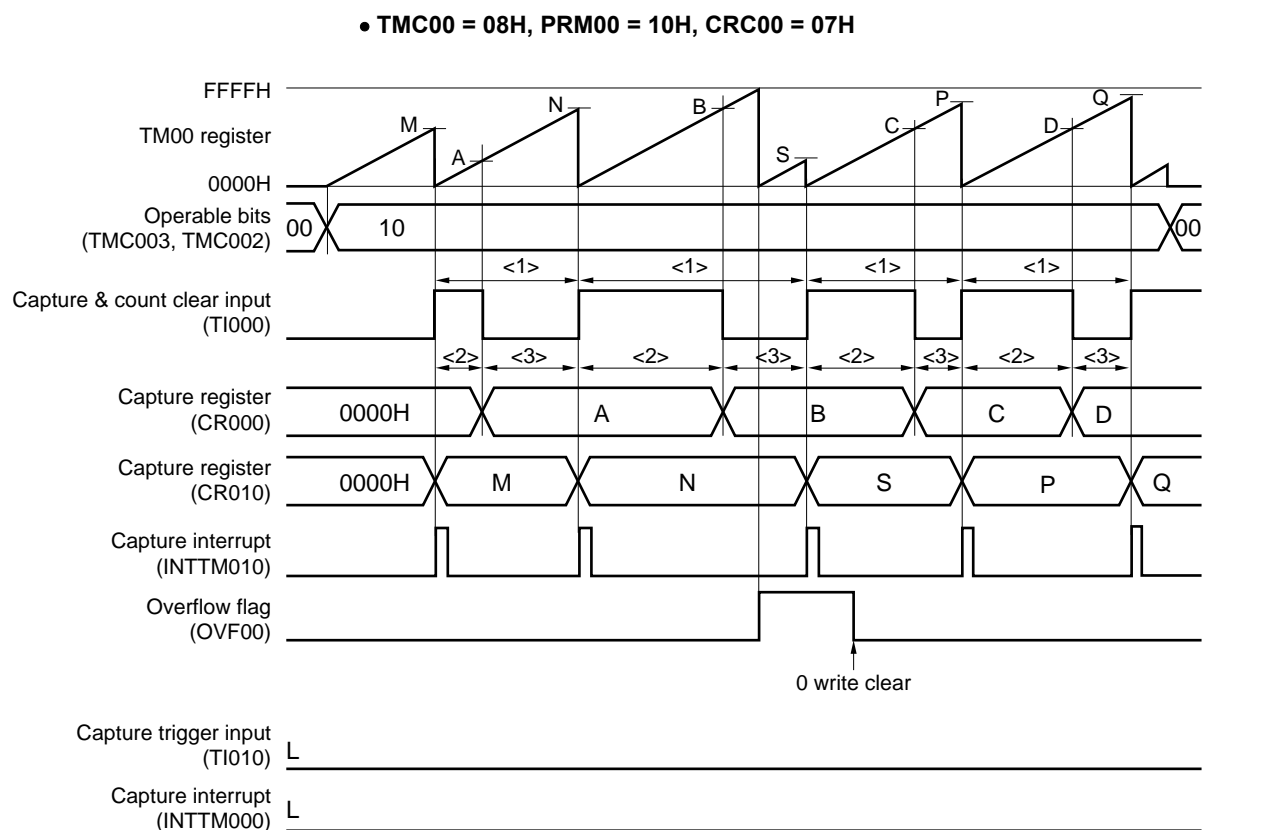 • TMC00 = 08H, PRM00 = 10H, CRC00 = 07H
FFFFH
TM00 register
0000H
M
A
N
B
S
C
P
D
Q
Operable bits
(TMC003, TMC002)
00
10
00
<1>
<1>
<1>
<1>
Capture & count clear input
(TI000)
<2>
<3>
<2>
<3>
<2>
<3>
<2>
<3>
Capture register
(CR000)
0000H
A
B
C
D
Capture register
(CR010)
0000H
M
N
S
P
Q
Capture interrupt
(INTTM010)
Overflow flag
(OVF00)
0 write clear
Capture trigger input
(TI010)
L
Capture interrupt
(INTTM000)
L